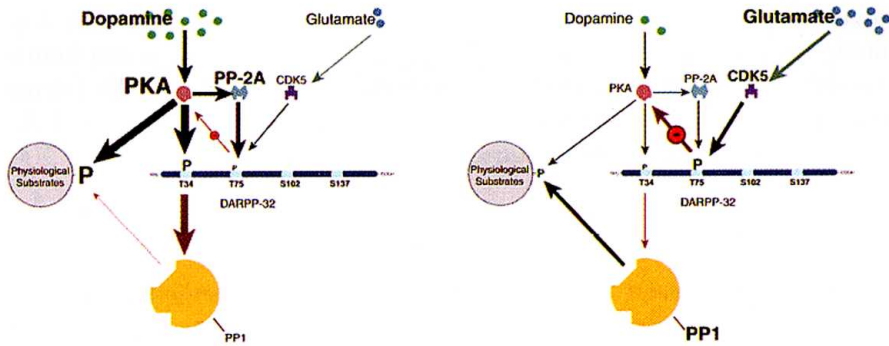 Dopamine
Glutamate
PKA
PP-2A
CDK5
Physiological
Substrates
P
P
P
T34
T75
S102
S137
DARPP-32
PP1
Dopamine
Glutamate
PKA
PP-2A
CDK5
Physiological
Substrates
P
P
P
T34
T75
S102
S137
DARPP-32
PP1